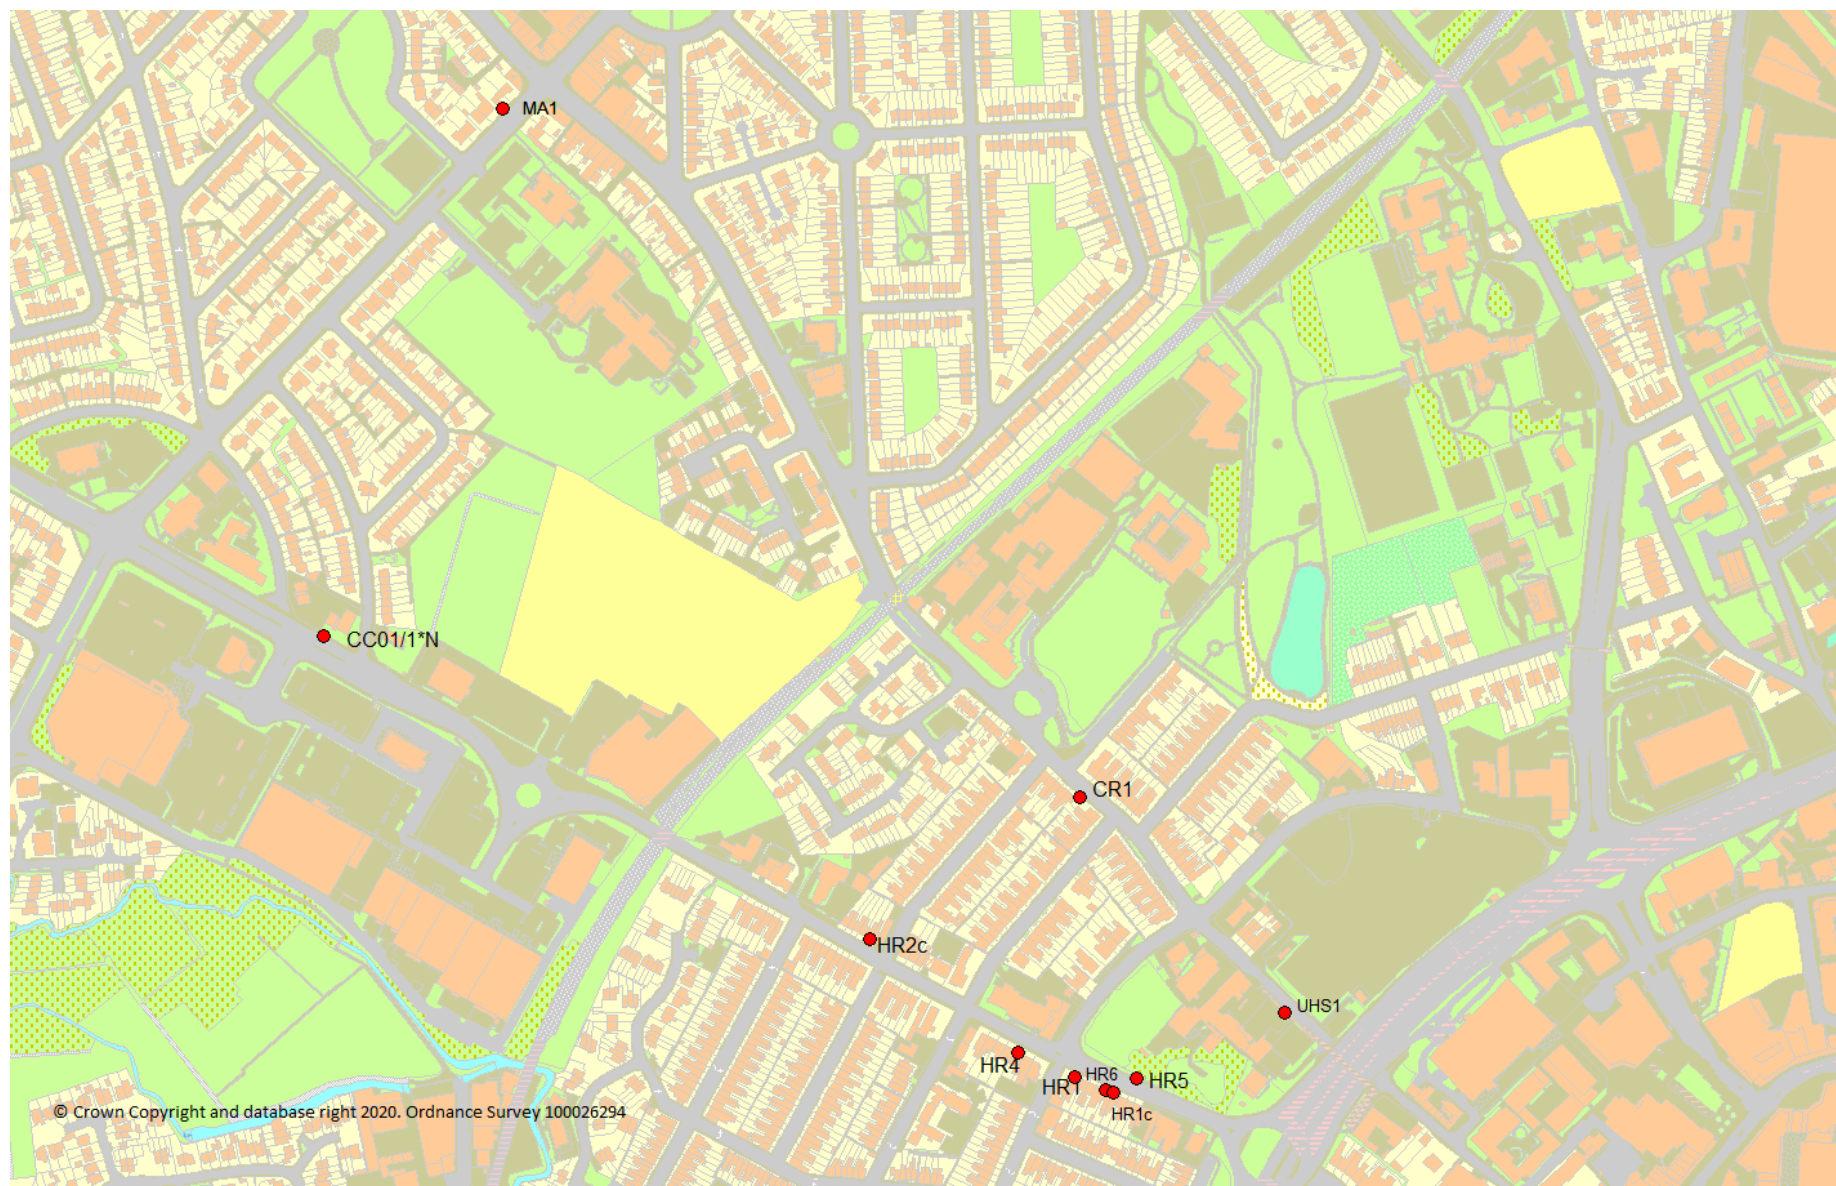 MA1
CC01/1*N
CR1
HR2c
UHS1
HR4
HR6
HR1
HR5
HR1c
© Crown Copyright and database right 2020. Ordnance Survey 100026294